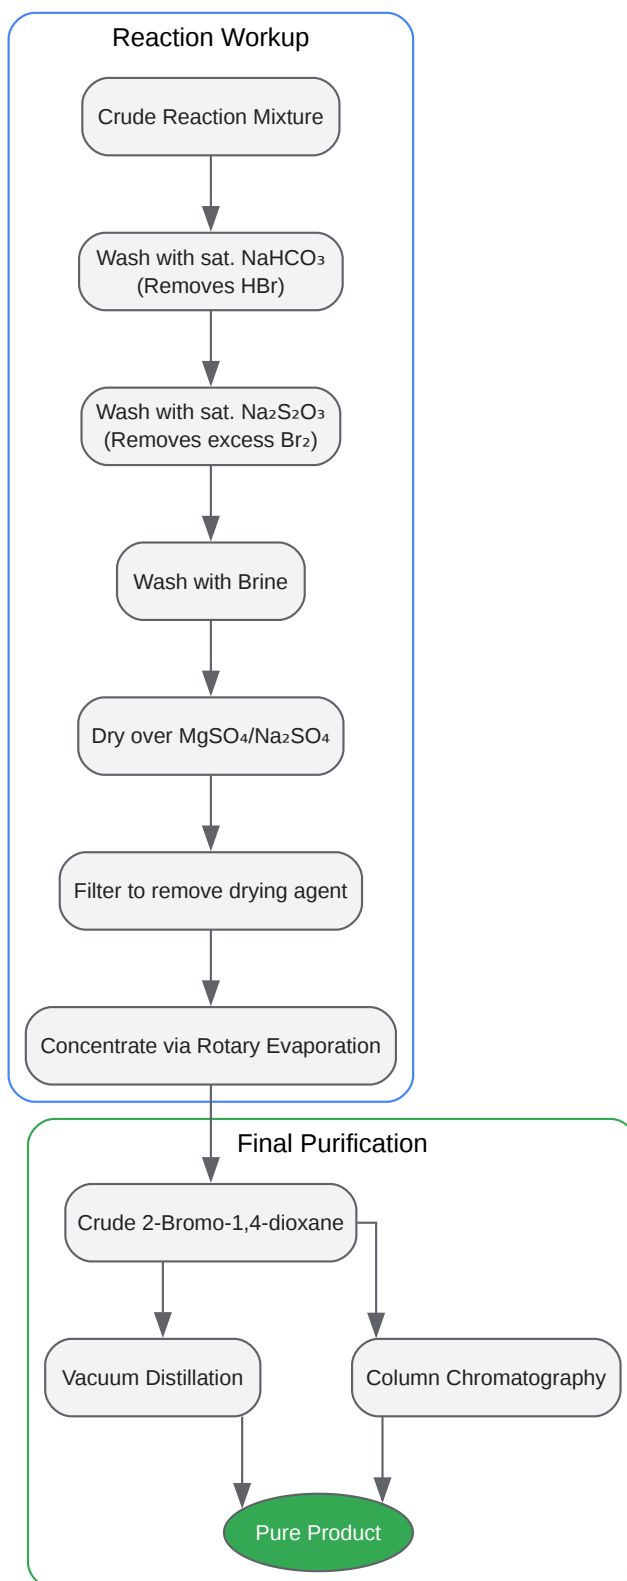 Reaction Workup
Crude Reaction Mixture
Wash with sat. NaHCO₃
(Removes HBr)
Wash with sat. Na₂S₂O₃
(Removes excess Br₂)
Wash with Brine
Dry over MgSO₄/Na₂SO₄
Filter to remove drying agent
Concentrate via Rotary Evaporation
Final Purification
Crude 2-Bromo-1,4-dioxane
Vacuum Distillation
Column Chromatography
Pure Product